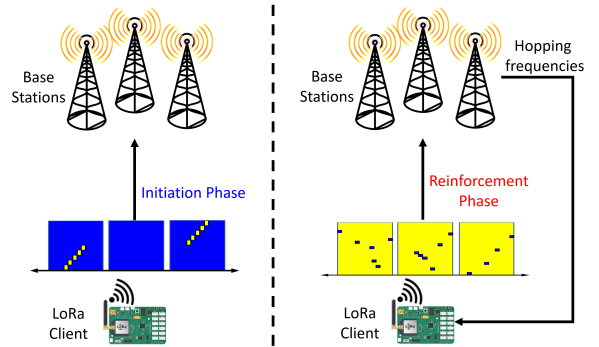 Base
Stations
Initiation Phase
LoRa
Client
Base
Stations
Hopping
frequencies
Reinforcement
Phase
LoRa
Client